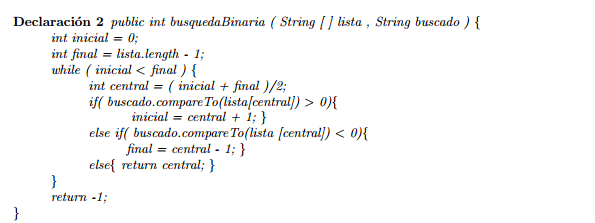 Declaración 2 public int busquedaBinaria ( String [ ] lista , String buscado ) {
int inicial = 0;
int final = lista.length - 1;
while ( inicial < final ) {
int central = ( inicial + final )/2;
if( buscado.compareTo(lista[central]) > 0){
inicial = central + 1; }
else if( buscado.compareTo(lista [central]) < 0){
final = central - 1; }
else{ return central; }
}
return -1;
}